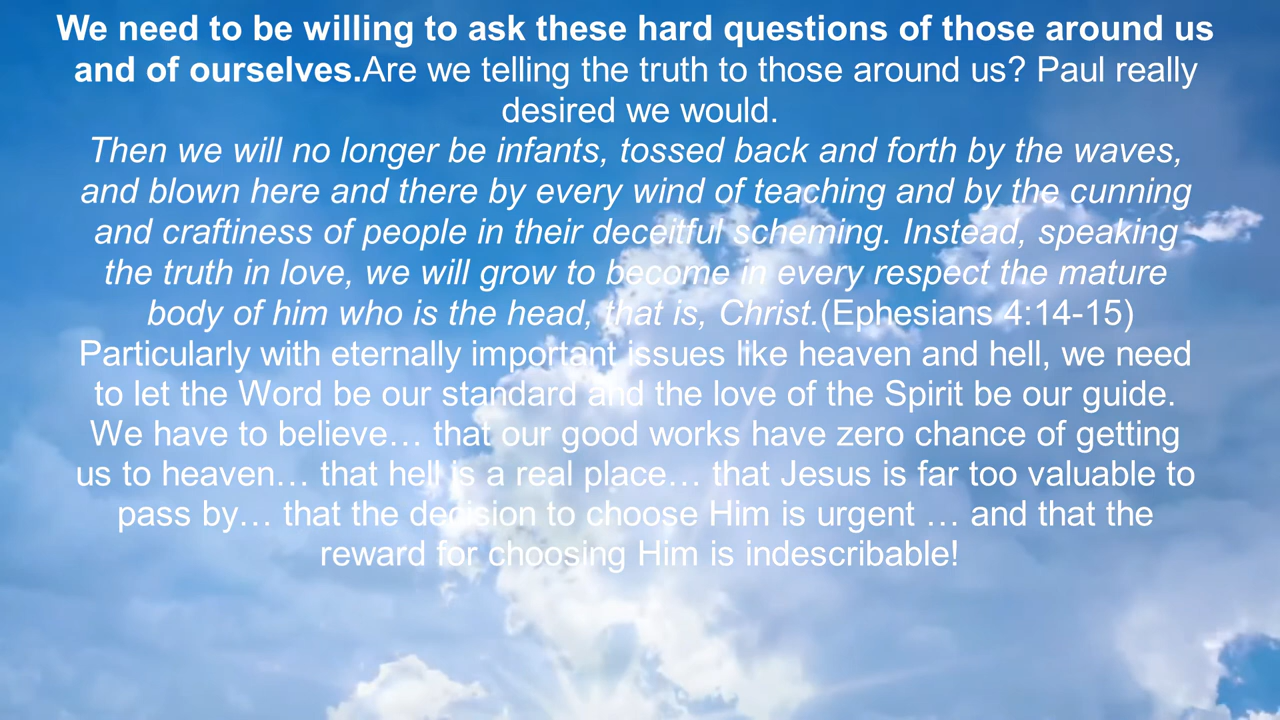 We need to be willing to ask these hard questions of those around us
and of ourselves.Are we telling the truth to those around us? Paul really
desired we would.
Then we will no longer be infants, tossed back and forth by the waves,
and blown here and there by every wind of teaching and by the cunning
and craftiness of people in their deceitful scheming. Instead, speaking
the truth in love, we will grow to become in every respect the mature
body of him who is the head, that is, Christ.(Ephesians 4:14-15)
Particularly with eternally important issues like heaven and hell, we need
to let the Word be our standard and the love of the Spirit be our guide.
We have to believe… that our good works have zero chance of getting
us to heaven… that hell is a real place… that Jesus is far too valuable to
pass by… that the decision to choose Him is urgent … and that the
reward for choosing Him is indescribable!